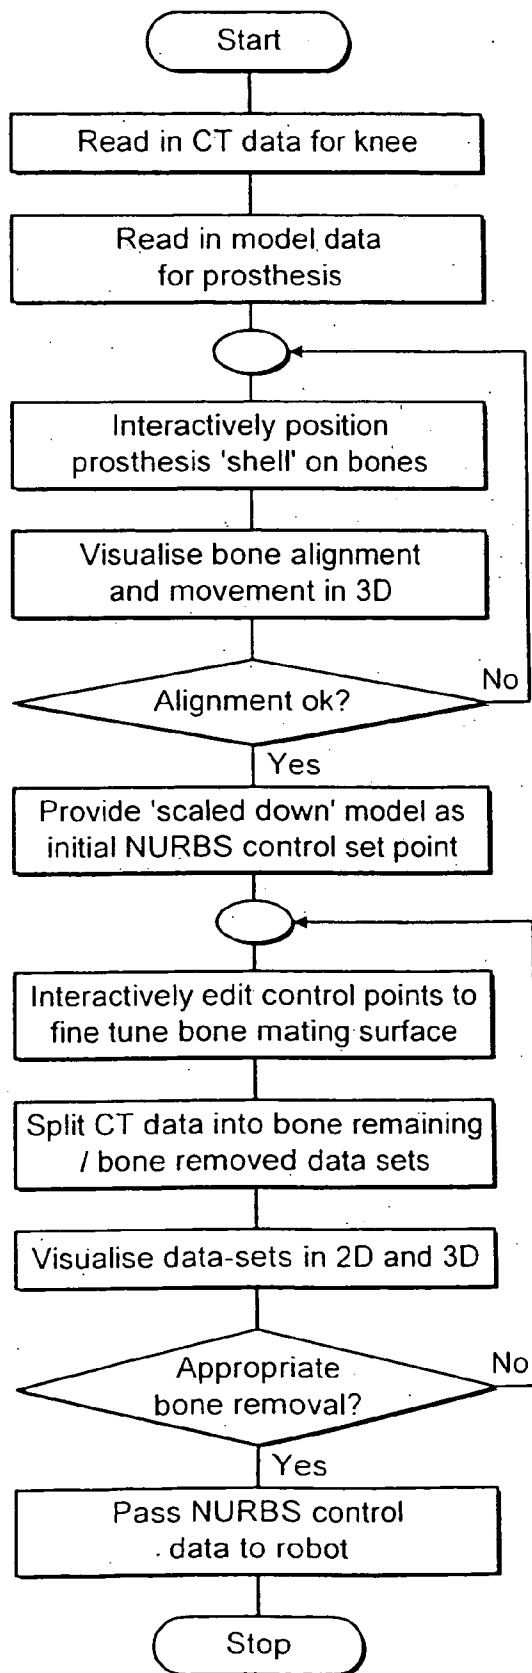 Start
Read in CT data for knee
Read in model data
for prosthesis
Interactively position
prosthesis 'shell' on bones
Visualise bone alignment
and movement in 3D
Alignment ok?
No
Yes
Provide 'scaled down' model as
initial NURBS control set point
Interactively edit control points to
fine tune bone mating surface
Split CT data into bone remaining
/ bone removed data sets
Visualise data-sets in 2D and 3D
Appropriate
bone removal?
No
Yes
Pass NURBS control
data to robot
Stop